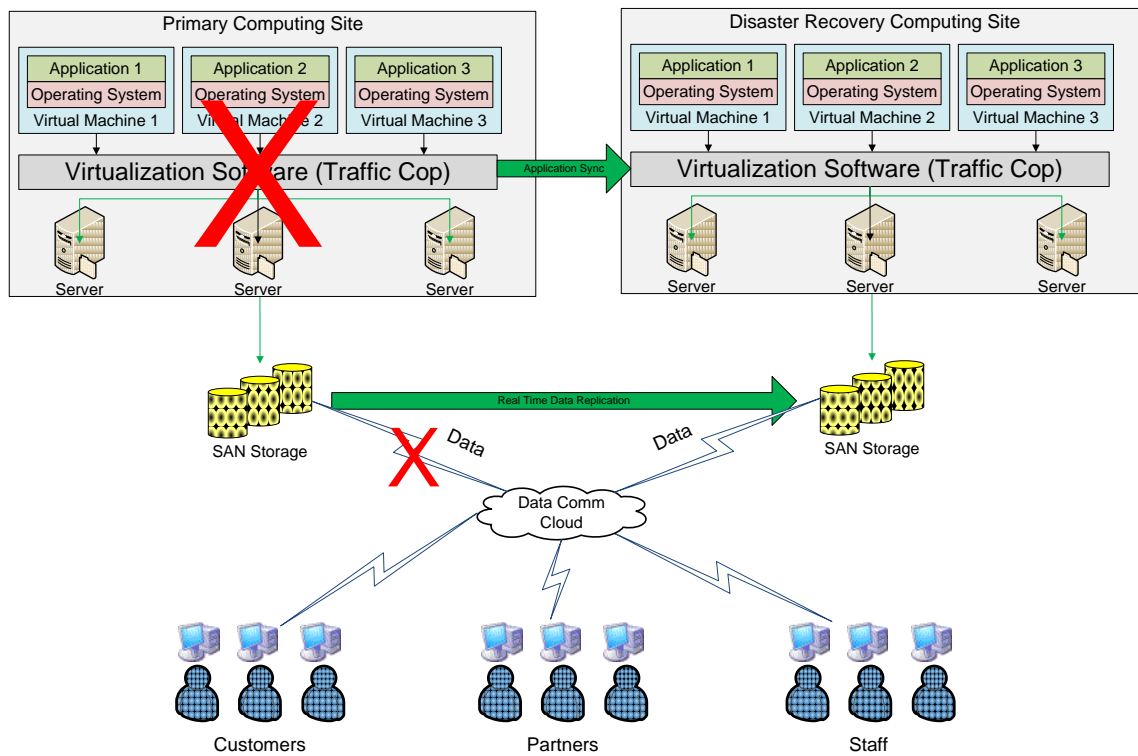 Primary Computing Site
Application 1
Operating System
Virtual Machine 1
Application 2
Operating System
Virtual Machine 2
Application 3
Operating System
Virtual Machine 3
Virtualization Software (Traffic Cop)
Server
Server
Server
Application Sync
Disaster Recovery Computing Site
Application 1
Operating System
Virtual Machine 1
Application 2
Operating System
Virtual Machine 2
Application 3
Operating System
Virtual Machine 3
Virtualization Software (Traffic Cop)
Server
Server
Server
SAN Storage
Real Time Data Replication
SAN Storage
Data
Data
Data Comm
Cloud
Customers
Partners
Staff